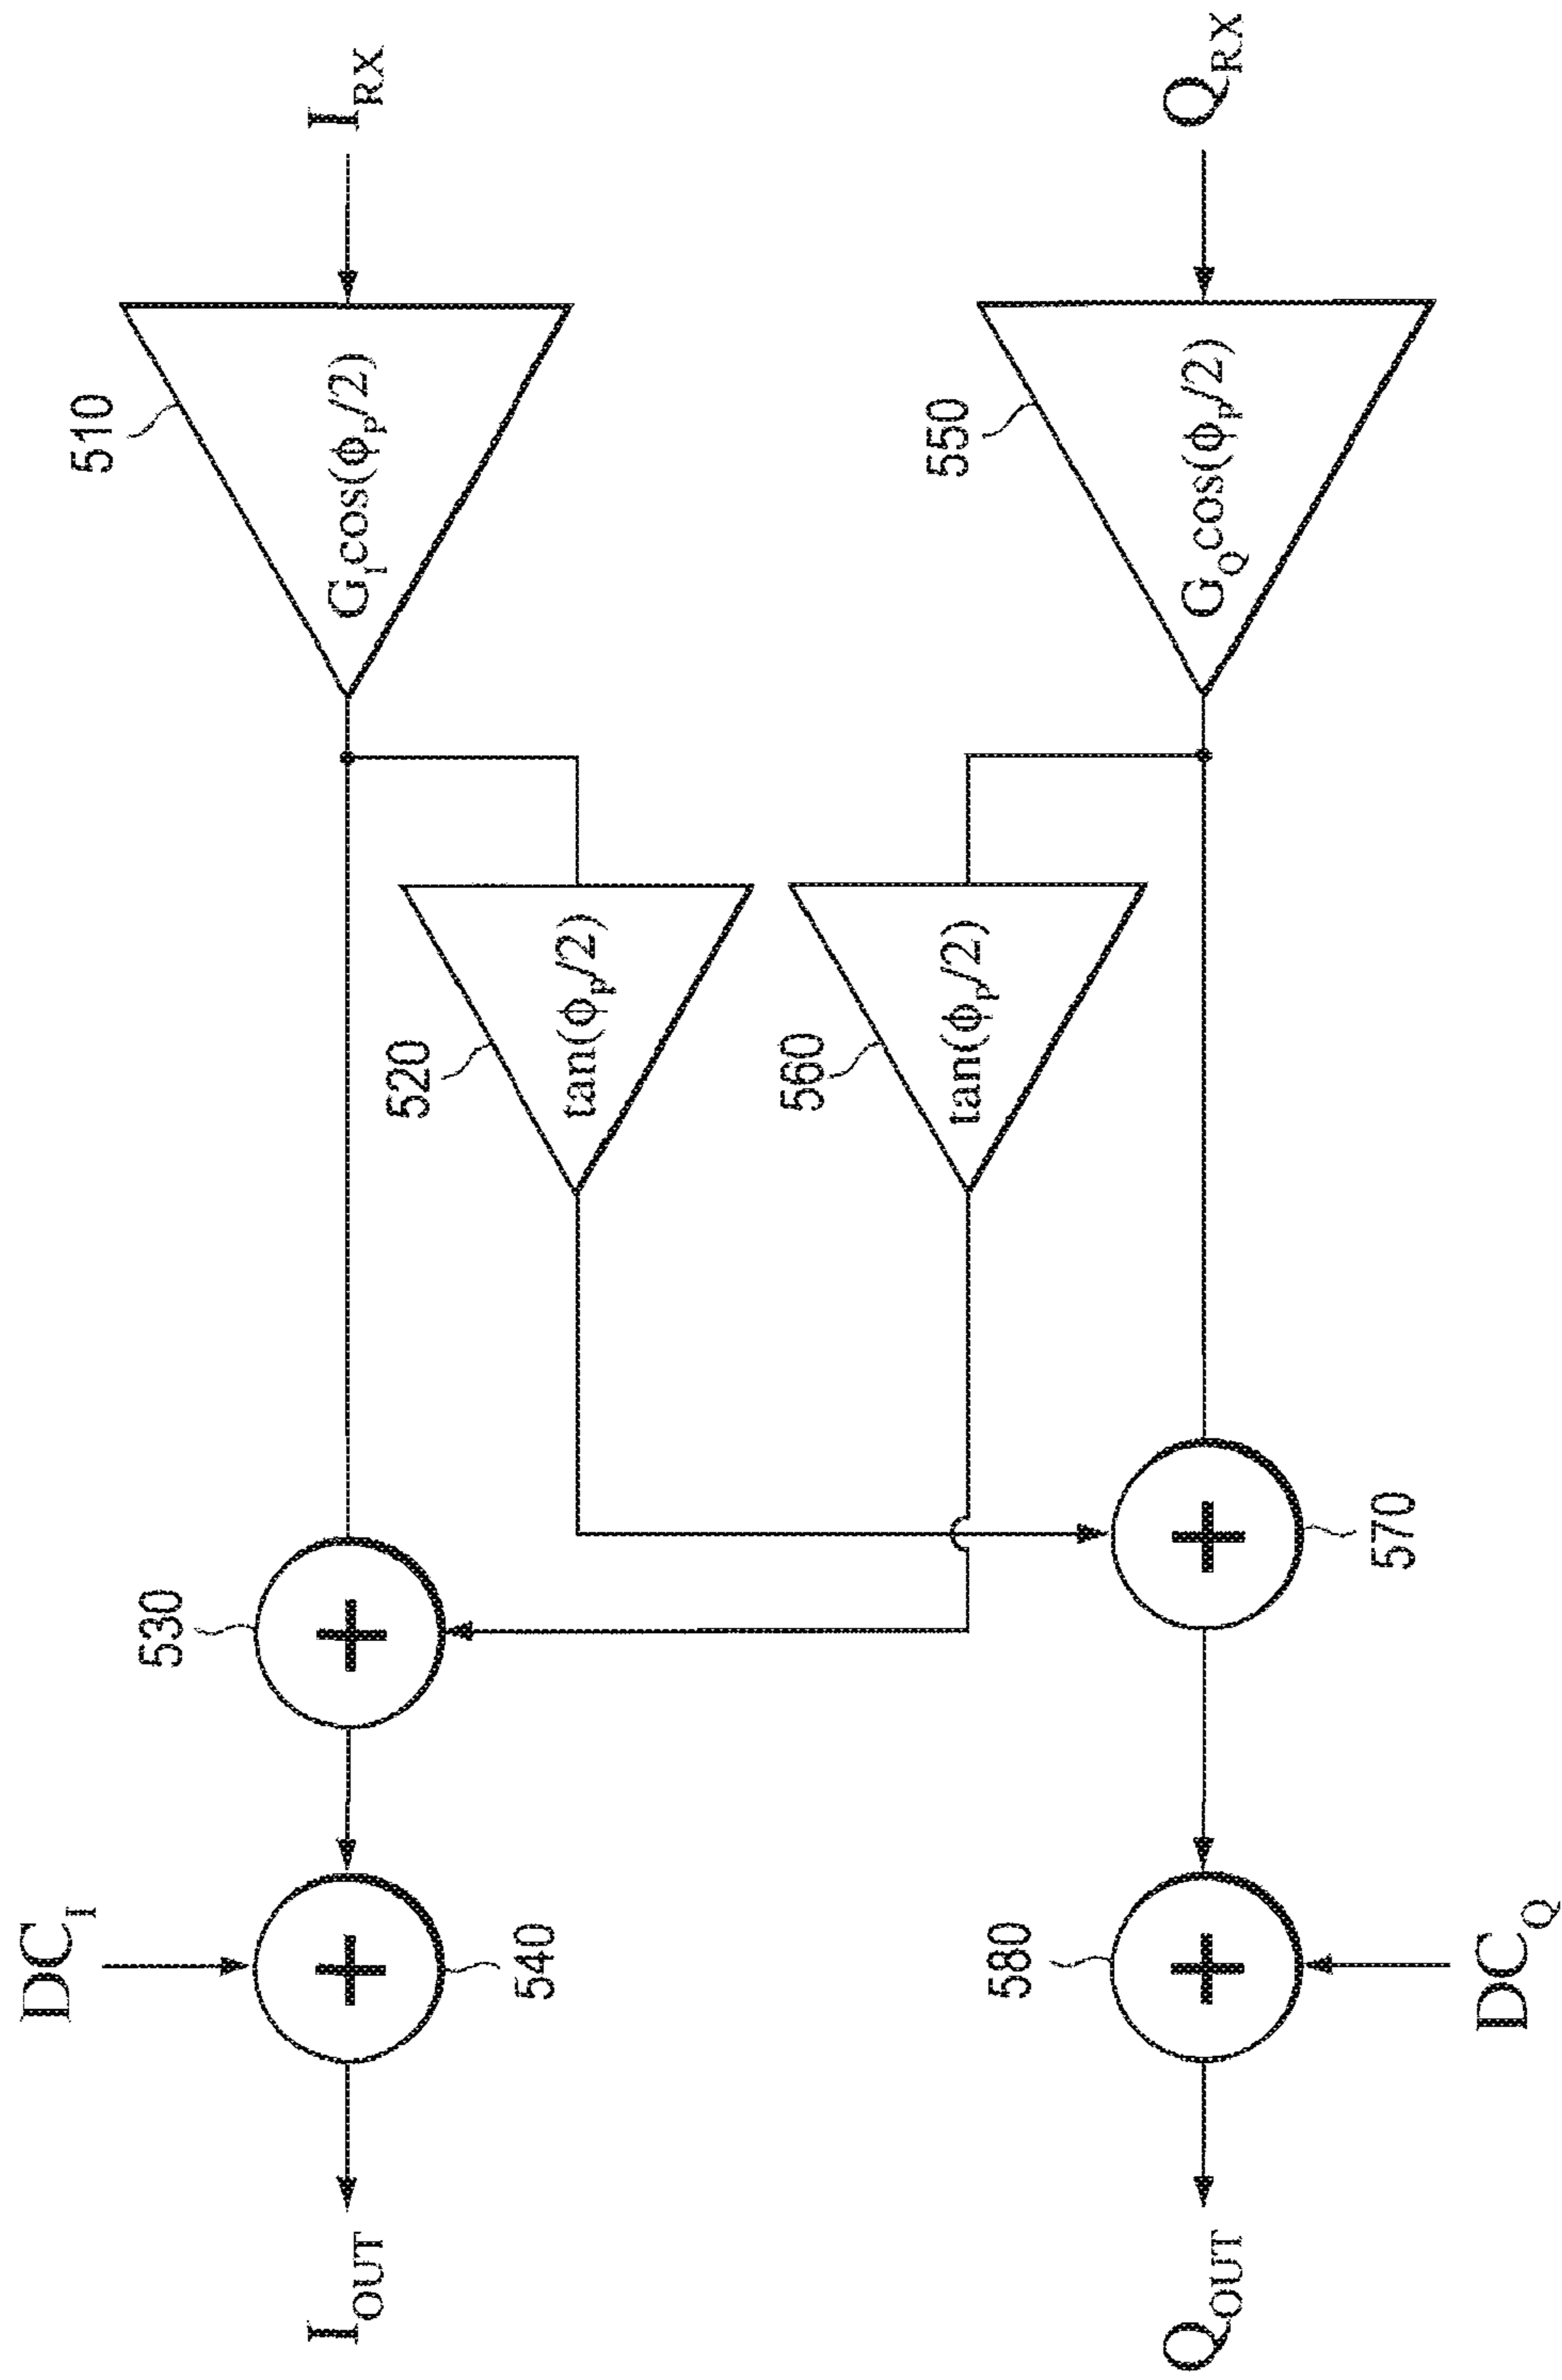 I_RX
510
G_I cos(ϕ_P/2)
520
tan(ϕ_P/2)
530
DC_I
540
I_OUT
Q_RX
550
G_Q cos(ϕ_P/2)
560
tan(ϕ_P/2)
570
580
DC_Q
Q_OUT